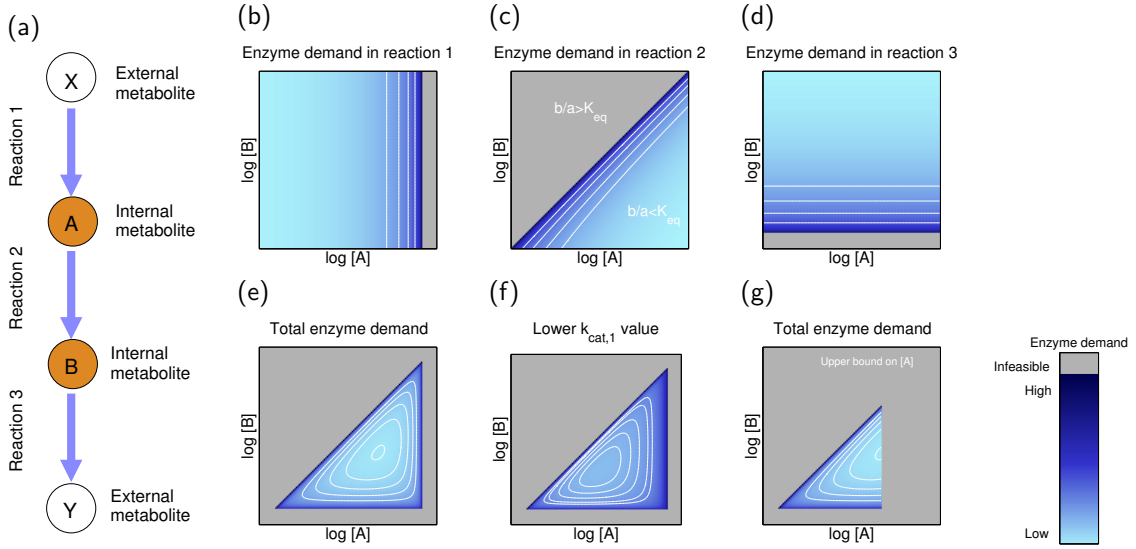 (a)
X
External
metabolite
Reaction 1
A
Internal
metabolite
Reaction 2
B
Internal
metabolite
Reaction 3
Y
External
metabolite
(b)
Enzyme demand in reaction 1
log [B]
log [A]
(c)
Enzyme demand in reaction 2
b/a>K_eq
b/a<K_eq
log [B]
log [A]
(d)
Enzyme demand in reaction 3
log [B]
log [A]
(e)
Total enzyme demand
log [B]
log [A]
(f)
Lower k_cat,1 value
log [B]
log [A]
(g)
Total enzyme demand
Upper bound on [A]
log [B]
log [A]
Enzyme demand
Infeasible
High
Low